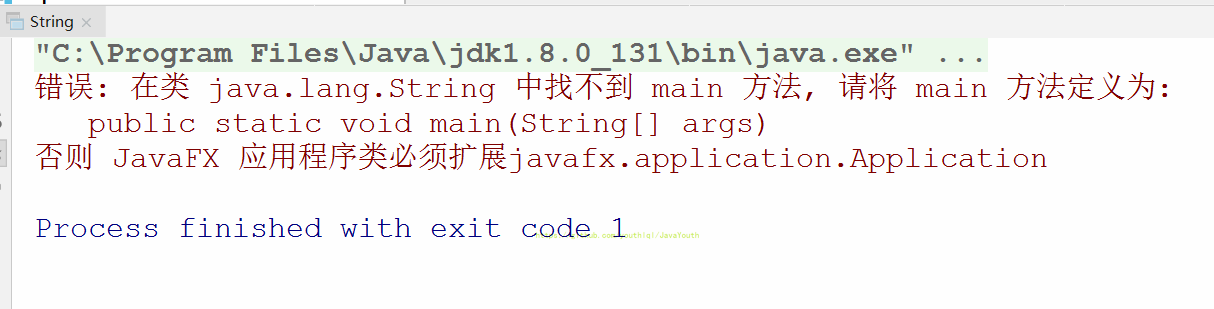 String
"C:\Program Files\Java\jdk1.8.0_131\bin\java.exe" ...
错误: 在类 java.lang.String 中找不到 main 方法, 请将 main 方法定义为:
public static void main(String[] args)
否则 JavaFX 应用程序类必须扩展javafx.application.Application
Process finished with exit code 1